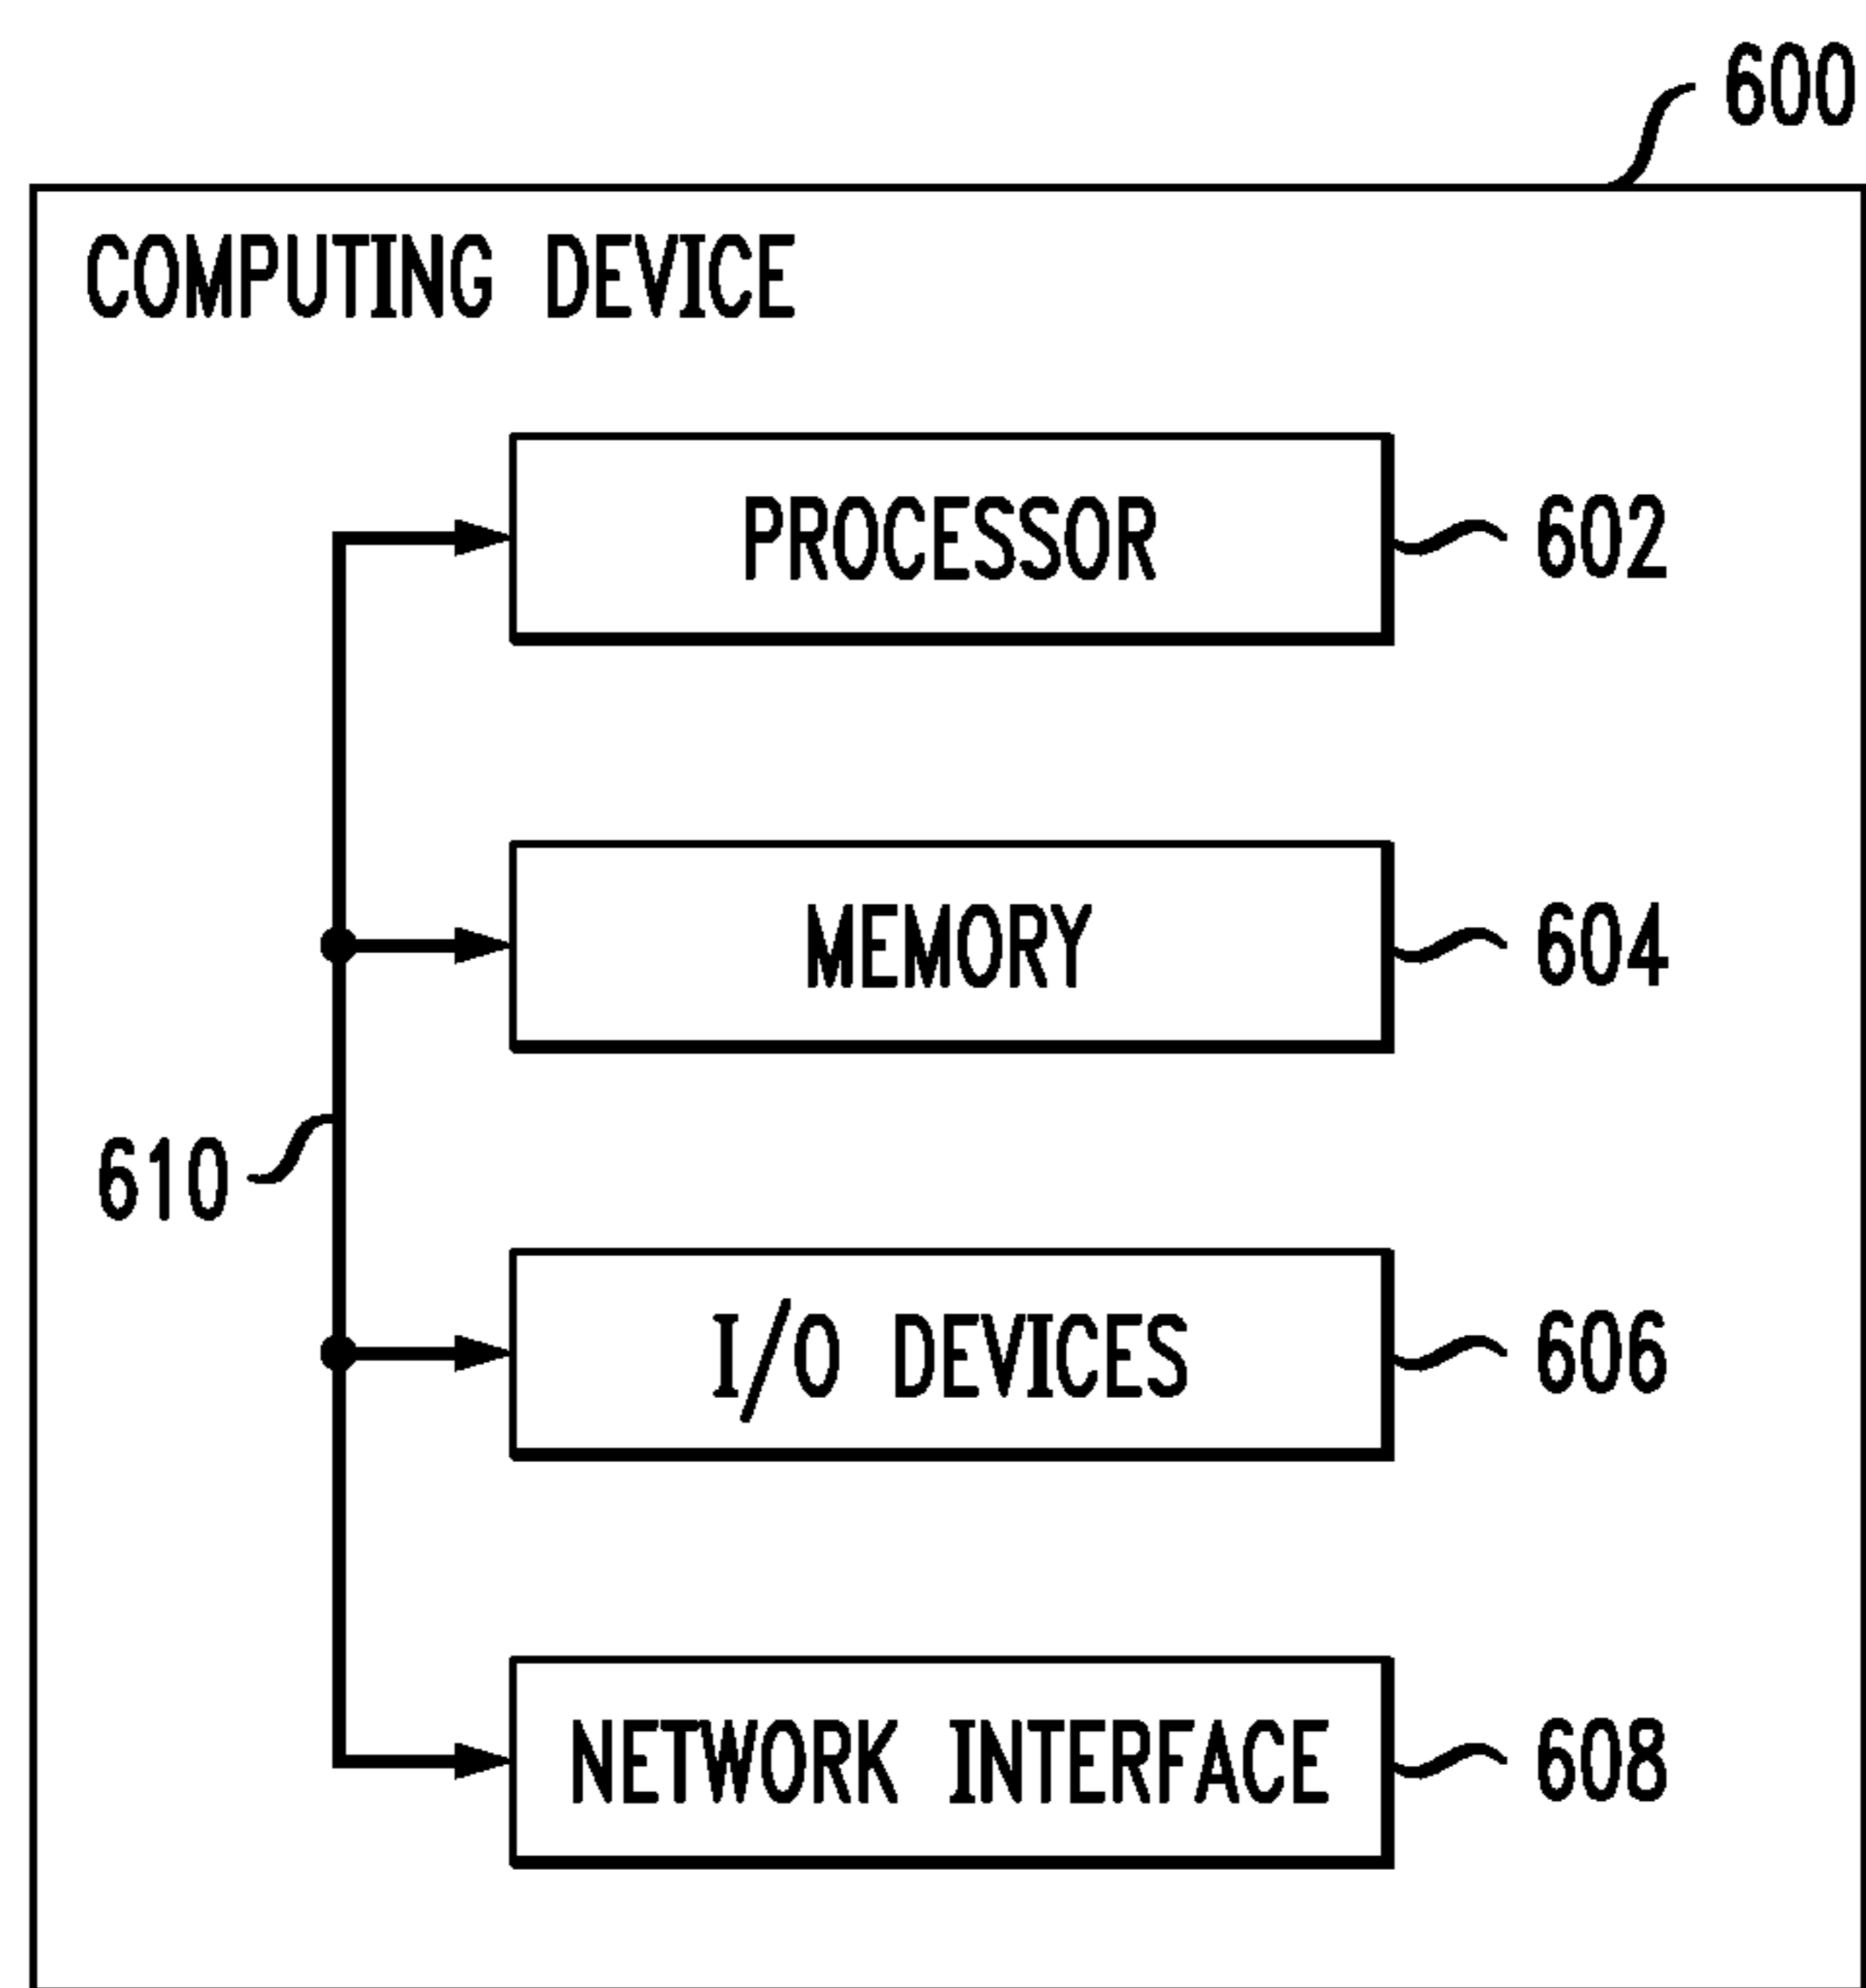 600
COMPUTING DEVICE
PROCESSOR
602
MEMORY
604
610
I/O DEVICES
606
NETWORK INTERFACE
608